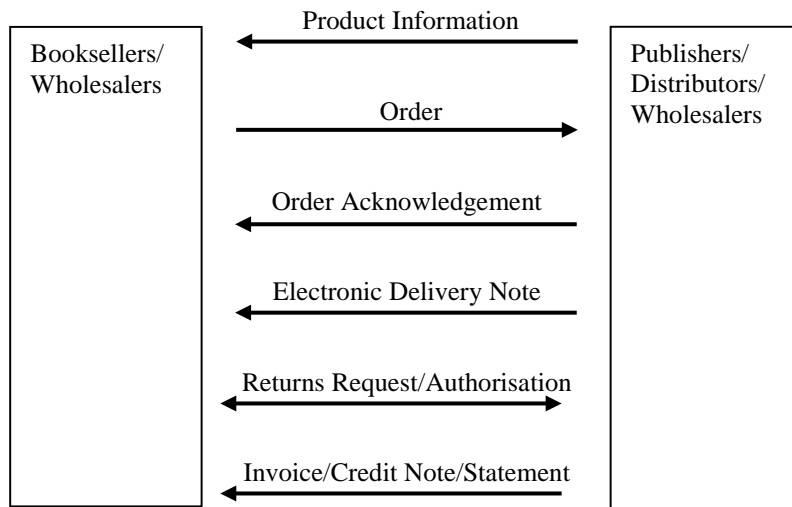 Product Information
Booksellers/
Wholesalers
Publishers/
Distributors/
Wholesalers
Order
Order Acknowledgement
Electronic Delivery Note
Returns Request/Authorisation
Invoice/Credit Note/Statement